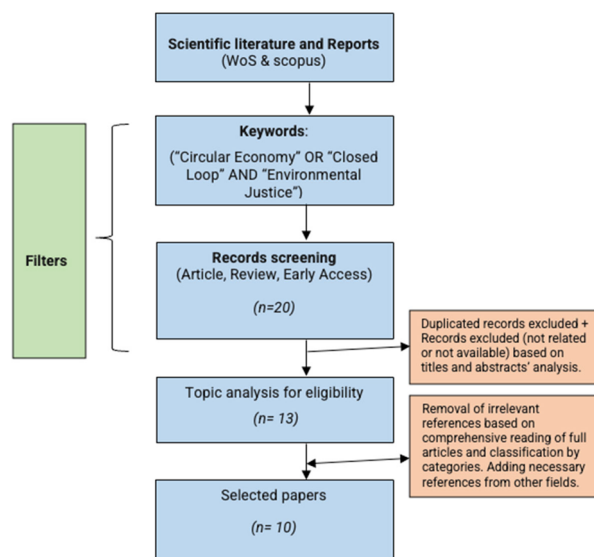 Scientific literature and Reports
(WoS & scopus)
Keywords:
("Circular Economy" OR "Closed
Loop" AND "Environmental
Justice")
Filters
Records screening
(Article, Review, Early Access)
(n=20)
Duplicated records excluded +
Records excluded (not related
or not available) based on
titles and abstracts' analysis.
Topic analysis for eligibility
(n= 13)
Removal of irrelevant
references based on
comprehensive reading of full
articles and classification by
categories. Adding necessary
references from other fields.
Selected papers
(n= 10)